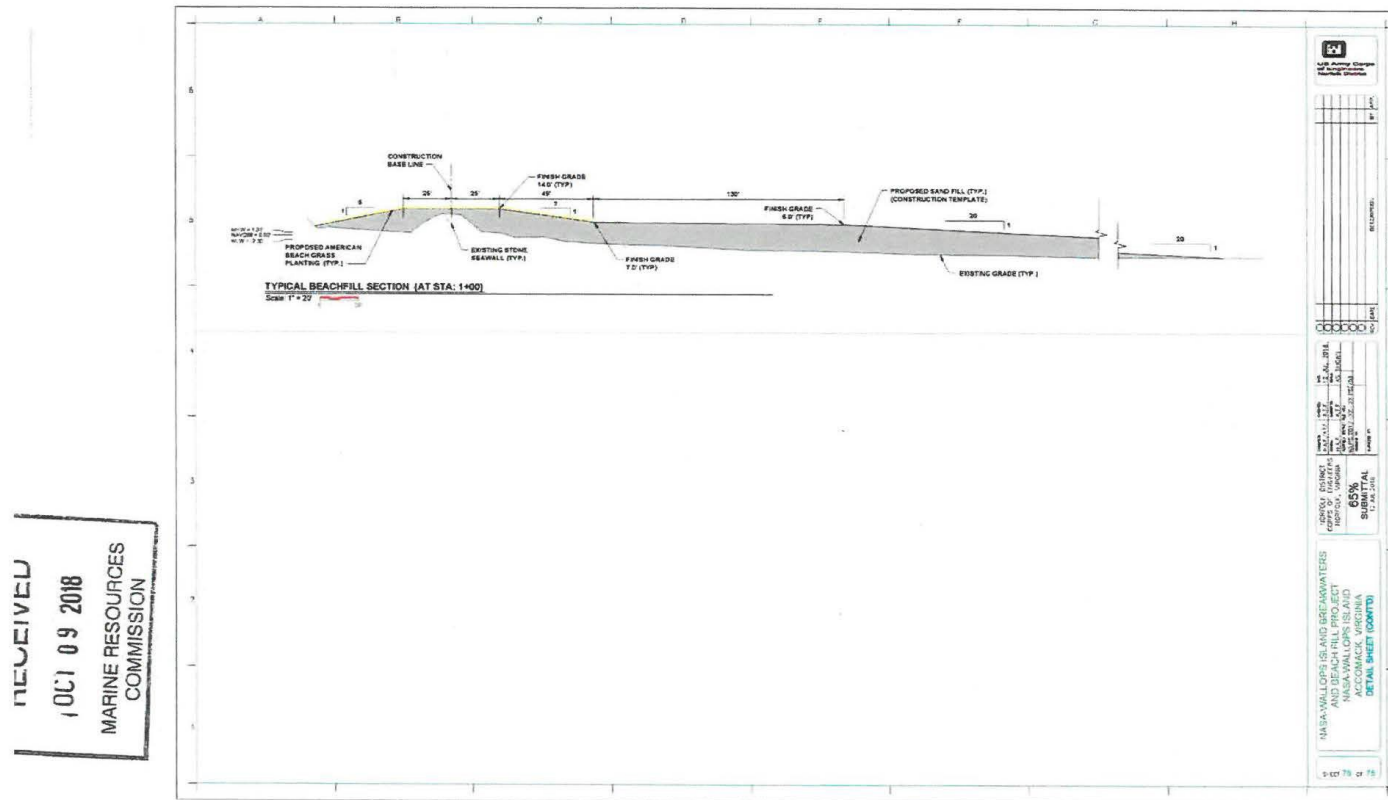 A B C D E F G H
5
CONSTRUCTION
BASE LINE
FINISH GRADE
14.0' (TYP)
25' 25' 49' 130'
PROPOSED SAND FILL (TYP.)
(CONSTRUCTION TEMPLATE)
FINISH GRADE
6.0' (TYP)
1
7
1
20
1
20
1
PROPOSED AMERICAN
BEACH GRASS
PLANTING (TYP.)
EXISTING STONE
SEAWALL (TYP.)
FINISH GRADE
7.0' (TYP)
EXISTING GRADE (TYP.)
TYPICAL BEACHFILL SECTION (AT STA: 1+00)
Scale: 1" = 20'
4
3
2
1
RECEIVED
OCT 09 2018
MARINE RESOURCES
COMMISSION
US Army Corps
of Engineers
Norfolk District
NORFOLK DISTRICT
CORPS OF ENGINEERS
NORFOLK, VIRGINIA
65%
SUBMITTAL
NASA-WALLOPS ISLAND BREAKWATERS
AND BEACH FILL PROJECT
NASA-WALLOPS ISLAND
ACCOMACK, VIRGINIA
DETAIL SHEET (CONT'D)